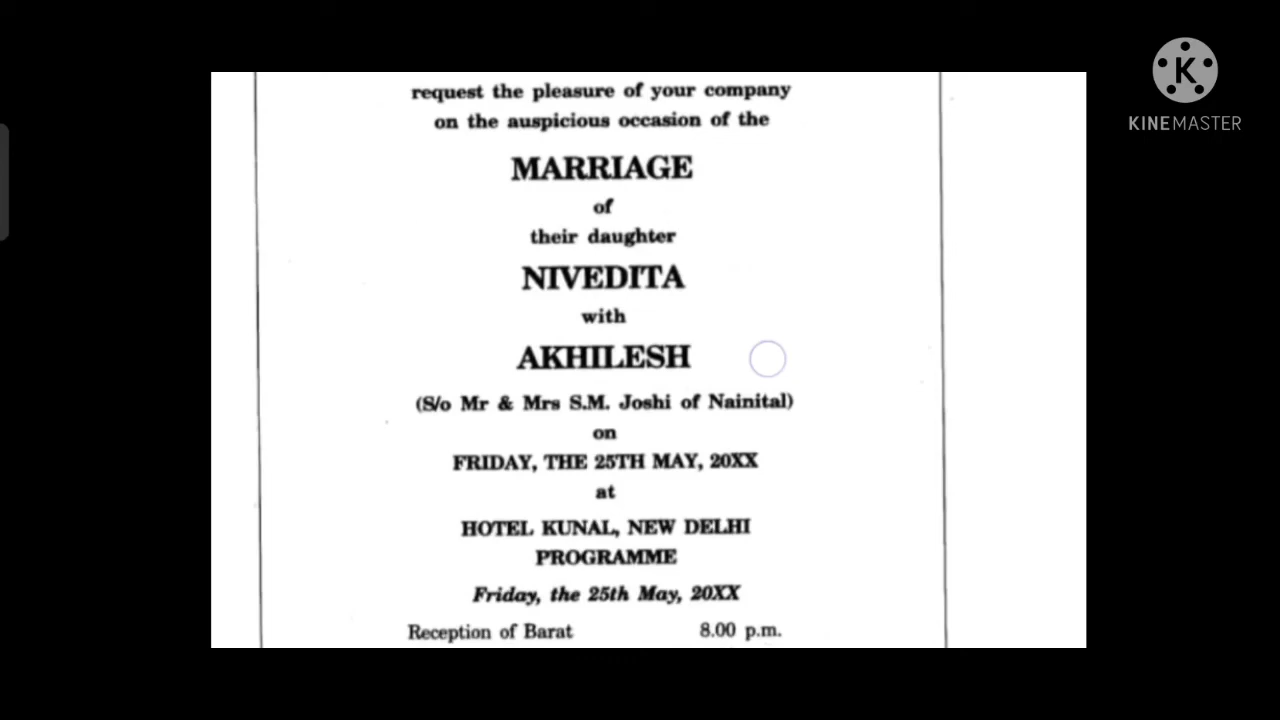 request the pleasure of your company
on the auspicious occasion of the
MARRIAGE
of
their daughter
NIVEDITA
with
AKHILESH
(S/o Mr & Mrs S.M. Joshi of Nainital)
on
FRIDAY, THE 25TH MAY, 20XX
at
HOTEL KUNAL, NEW DELHI
PROGRAMME
Friday, the 25th May, 20XX
Reception of Barat 8.00 p.m.
K
KINEMASTER